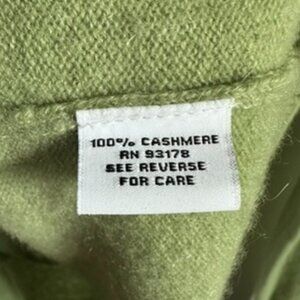 100% CASHMERE
RN 93178
SEE REVERSE
FOR CARE